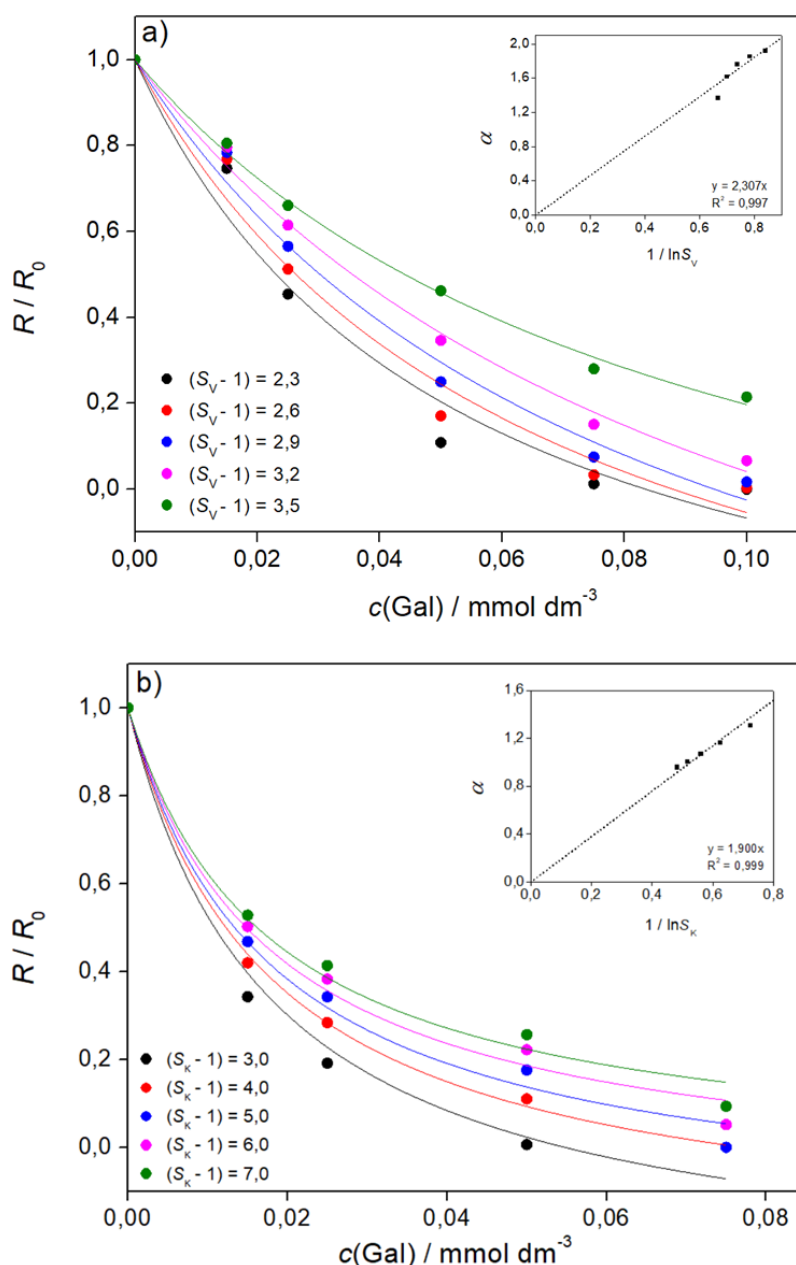 a)
1,0
0,8
0,6
0,4
0,2
0,0
R / R₀
0,00 0,02 0,04 0,06 0,08 0,10
c(Gal) / mmol dm⁻³
(Sᵥ - 1) = 2,3
(Sᵥ - 1) = 2,6
(Sᵥ - 1) = 2,9
(Sᵥ - 1) = 3,2
(Sᵥ - 1) = 3,5
2,0
1,6
1,2
0,8
0,4
0,0
α
0,0 0,2 0,4 0,6 0,8
1 / lnSᵥ
y = 2,307x
R² = 0,997
b)
1,0
0,8
0,6
0,4
0,2
0,0
R / R₀
0,00 0,02 0,04 0,06 0,08
c(Gal) / mmol dm⁻³
(Sₖ - 1) = 3,0
(Sₖ - 1) = 4,0
(Sₖ - 1) = 5,0
(Sₖ - 1) = 6,0
(Sₖ - 1) = 7,0
1,6
1,2
0,8
0,4
0,0
α
0,0 0,2 0,4 0,6 0,8
1 / lnSₖ
y = 1,900x
R² = 0,999